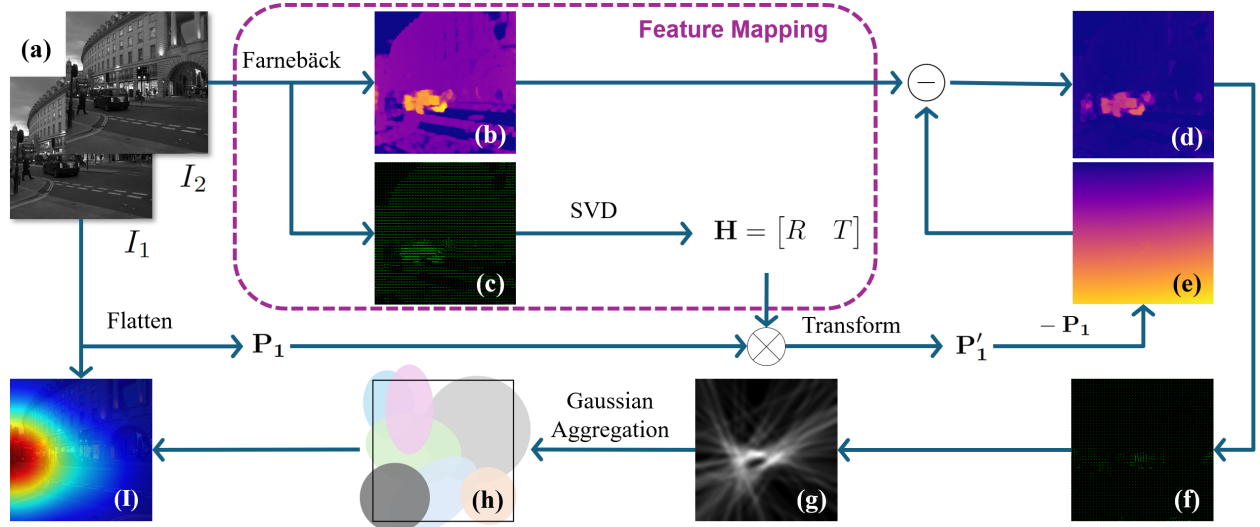 (a)
Feature Mapping
Farnebäck
(b)
(d)
I₂
I₁
SVD
H = [R T]
(c)
(e)
Flatten
P₁
Transform
P′₁
− P₁
Gaussian
Aggregation
(I)
(h)
(g)
(f)